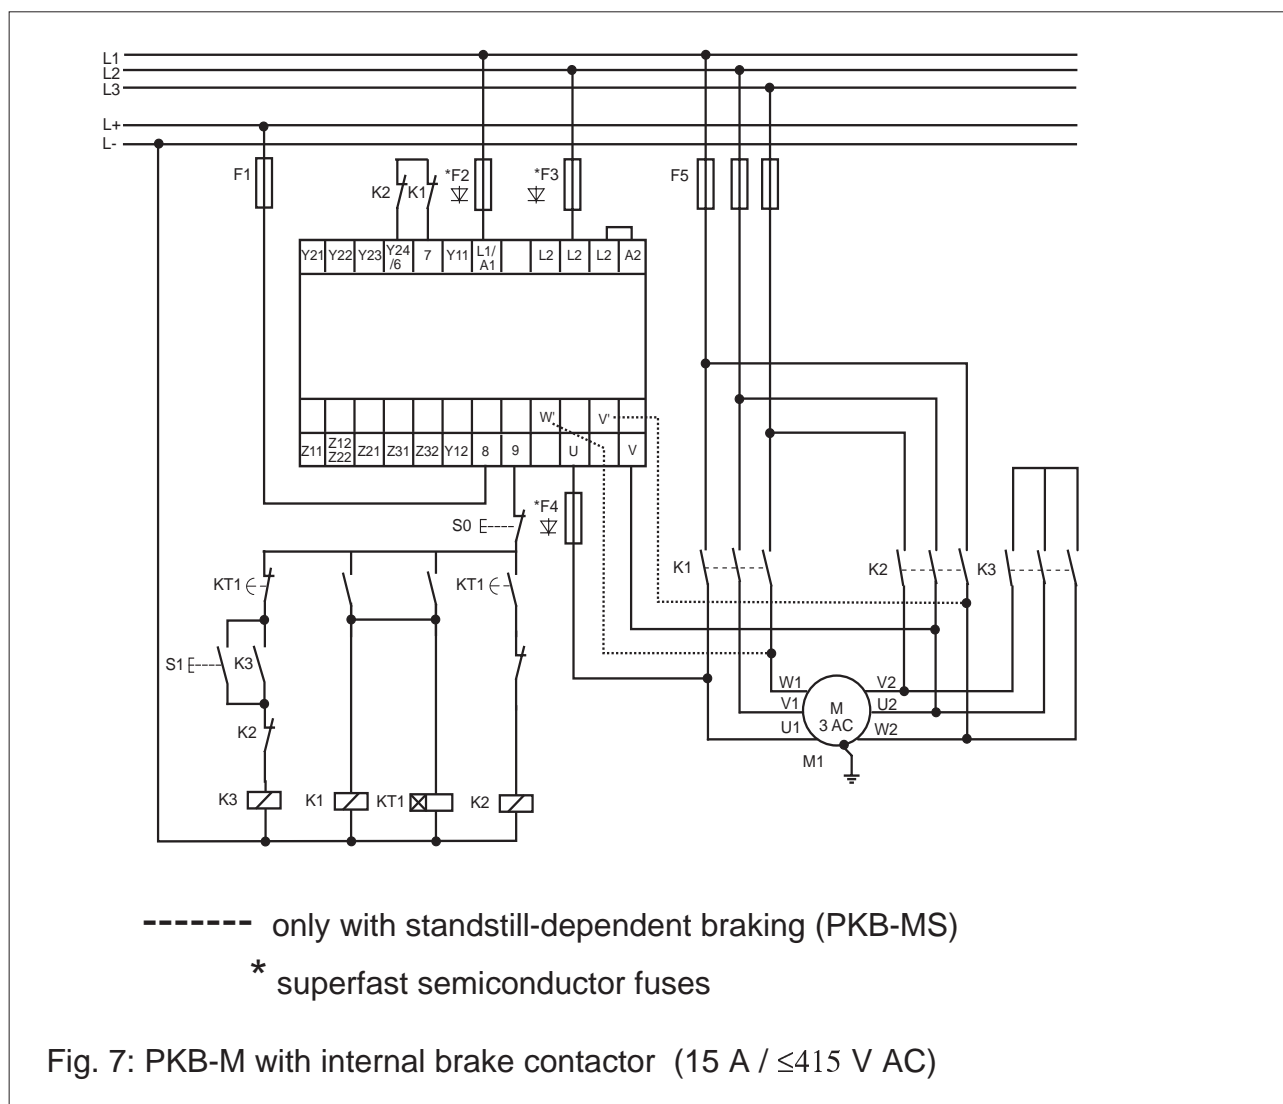 L1
L2
L3
L+
L-
F1
K2
K1
*F2
*F3
F5
Y21 Y22 Y23 Y24 /6 7 Y11 L1/ A1 L2 L2 L2 A2
W' V'
Z11 Z12 Z22 Z21 Z31 Z32 Y12 8 9 U V
S0
*F4
KT1
KT1
K1
K2
K3
S1
K3
K2
W1
V2
V1
M
U2
3 AC
U1
W2
M1
K3
K1
KT1
K2
only with standstill-dependent braking (PKB-MS)
* superfast semiconductor fuses
Fig. 7: PKB-M with internal brake contactor (15 A / ≤415 V AC)